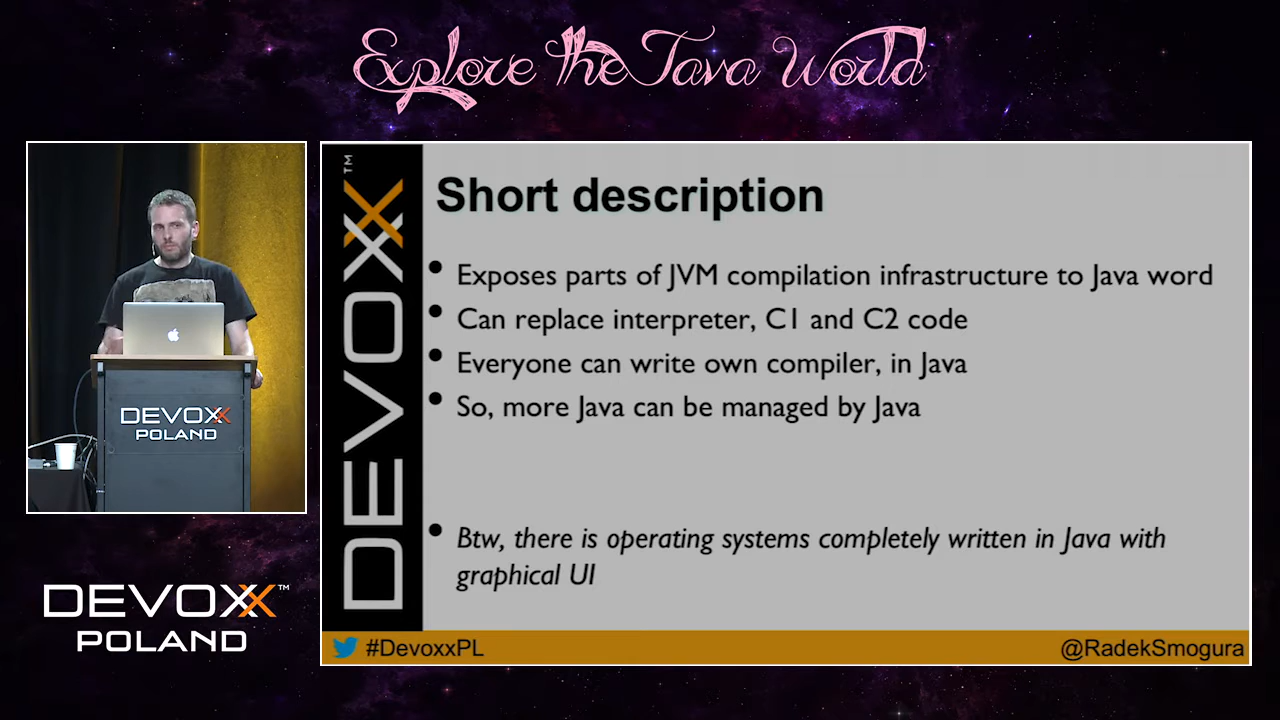 Explore the Java World
DEVOXX™
Short description
• Exposes parts of JVM compilation infrastructure to Java word
• Can replace interpreter, C1 and C2 code
• Everyone can write own compiler, in Java
• So, more Java can be managed by Java
• Btw, there is operating systems completely written in Java with
graphical UI
#DevoxxPL
@RadekSmogura
DEVOXX
POLAND
DEVOXX™
POLAND